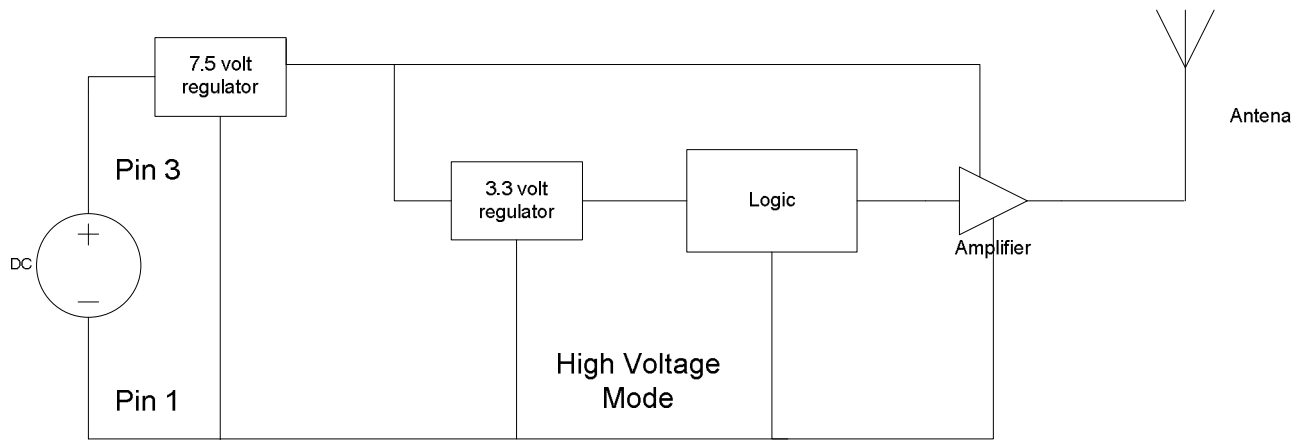 7.5 volt
regulator
Antena
Pin 3
3.3 volt
regulator
Logic
+
DC
Amplifier
–
High Voltage
Mode
Pin 1